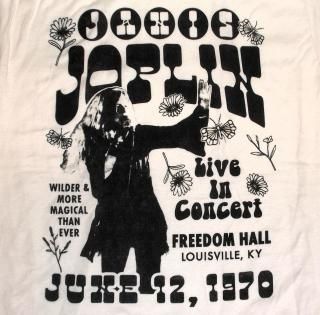 JANIS
JOPLIN
Live
In
Concert
WILDER &
MORE
MAGICAL
THAN
EVER
FREEDOM HALL
LOUISVILLE, KY
JUNE 12, 1970